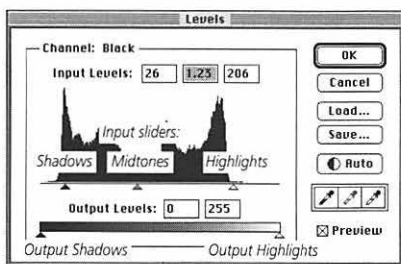 Levels
Channel: Black
Input Levels: 26 1.23 206
Input sliders:
Shadows Midtones Highlights
Output Levels: 0 255
Output Shadows Output Highlights
OK
Cancel
Load...
Save...
Auto
Preview